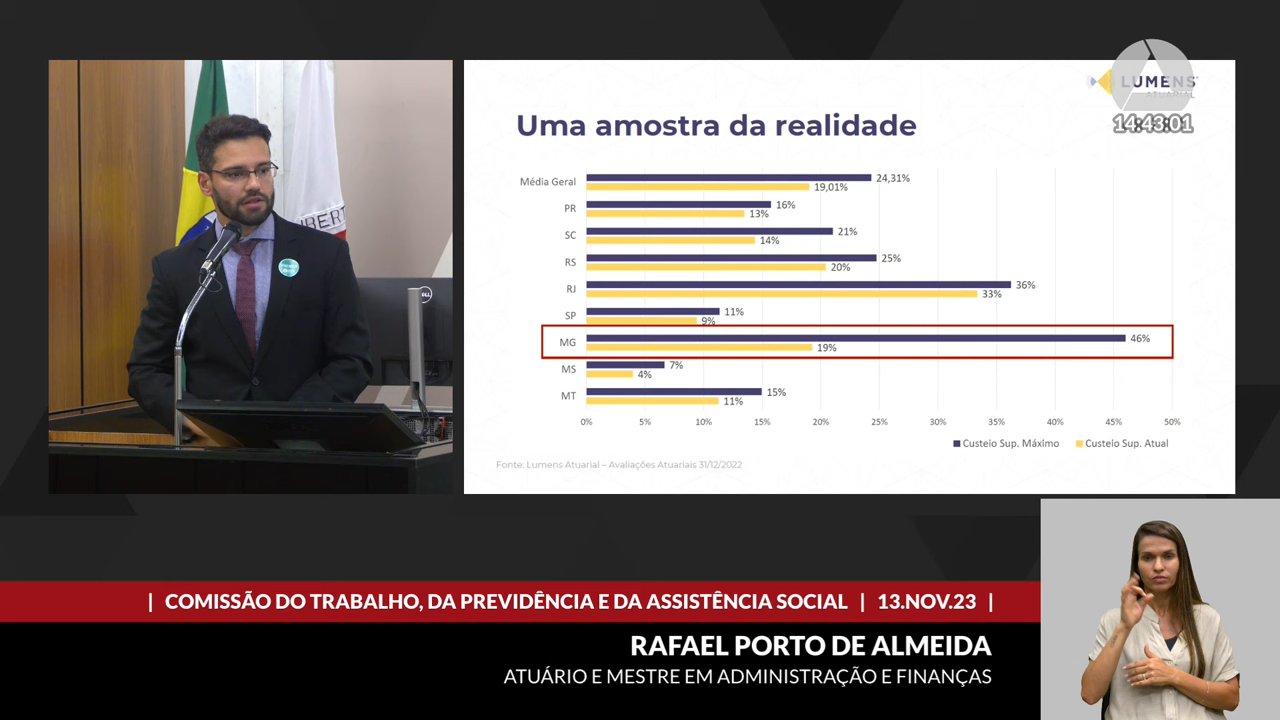 LUMENS
ATUARIAL
14:43:01
Uma amostra da realidade
Média Geral 24,31% 19,01%
PR 16% 13%
SC 21% 14%
RS 25% 20%
RJ 36% 33%
SP 11% 9%
MG 46% 19%
MS 7% 4%
MT 15% 11%
0% 5% 10% 15% 20% 25% 30% 35% 40% 45% 50%
Custeio Sup. Máximo Custeio Sup. Atual
Fonte: Lumens Atuarial – Avaliações Atuariais 31/12/2022
IBERT
DELL
| COMISSÃO DO TRABALHO, DA PREVIDÊNCIA E DA ASSISTÊNCIA SOCIAL | 13.NOV.23 |
RAFAEL PORTO DE ALMEIDA
ATUÁRIO E MESTRE EM ADMINISTRAÇÃO E FINANÇAS